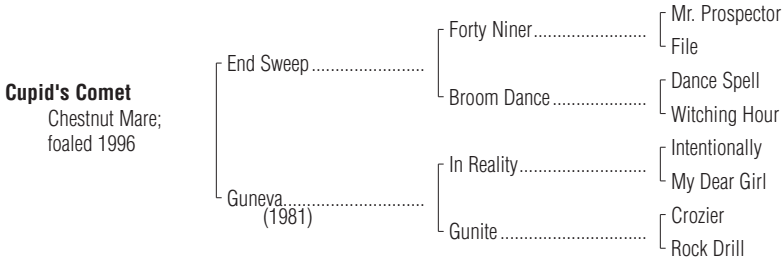 Mr. Prospector
Forty Niner
File
End Sweep
Dance Spell
Broom Dance
Witching Hour
Cupid's Comet
Chestnut Mare;
foaled 1996
Intentionally
In Reality
My Dear Girl
Guneva
(1981)
Crozier
Gunite
Rock Drill